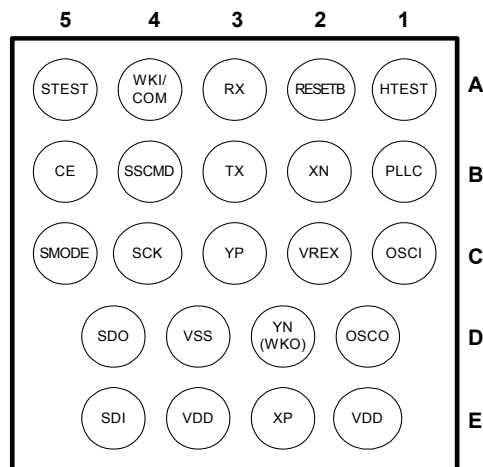 5 4 3 2 1
STEST WKI/ COM RX RESETB HTEST A
CE SSCMD TX XN PLLC B
SMODE SCK YP VREX OSCI C
SDO VSS YN (WKO) OSCO D
SDI VDD XP VDD E